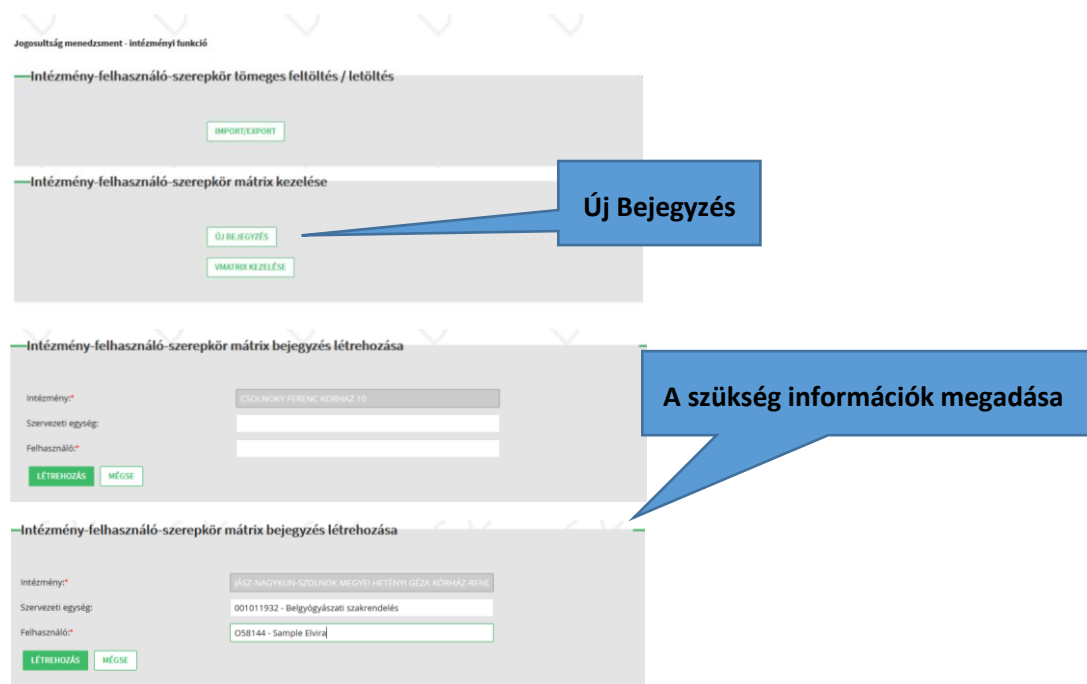 Jogosultság menedzsment - intézményi funkció
Intézmény-felhasználó-szerepkör tömeges feltöltés / letöltés
IMPORT/EXPORT
Intézmény-felhasználó-szerepkör mátrix kezelése
Új Bejegyzés
ÚJ BEJEGYZÉS
VMATRIX KEZELÉSE
Intézmény-felhasználó-szerepkör mátrix bejegyzés létrehozása
A szükség információk megadása
Intézmény:* CSOLNOKY FERENC KORHAZ 10
Szervezeti egység:
Felhasználó:*
LÉTREHOZÁS MÉGSE
Intézmény-felhasználó-szerepkör mátrix bejegyzés létrehozása
Intézmény:* JÁSZ-NAGYKUN-SZOLNOK MEGYEI HETÉNYI GÉZA KÓRHÁZ-REND
Szervezeti egység: 001011932 - Belgyógyászati szakrendelés
Felhasználó:* O58144 - Sample Elvira
LÉTREHOZÁS MÉGSE